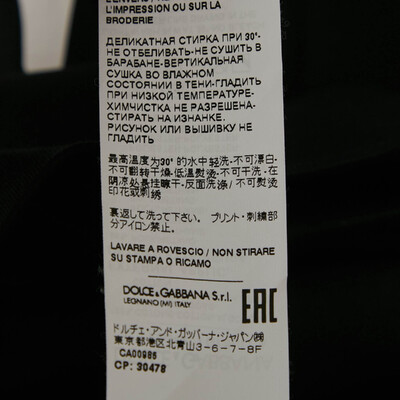 L'IMPRESSION OU SUR LA
BRODERIE
ДЕЛИКАТНАЯ СТИРКА ПРИ 30°-
НЕ ОТБЕЛИВАТЬ-НЕ СУШИТЬ В
БАРАБАНЕ-ВЕРТИКАЛЬНАЯ
СУШКА ВО ВЛАЖНОМ
СОСТОЯНИИ В ТЕНИ-ГЛАДИТЬ
ПРИ НИЗКОЙ ТЕМПЕРАТУРЕ-
ХИМЧИСТКА НЕ РАЗРЕШЕНА-
СТИРАТЬ НА ИЗНАНКЕ.
РИСУНОК ИЛИ ВЫШИВКУ НЕ
ГЛАДИТЬ
最高温度为30°的水中轻洗-不可漂白-
不可翻转干燥-低温熨烫-不可干洗-在
阴凉处悬挂晾干-反面洗涤/不可熨烫
印花或刺绣
裏返して洗って下さい。プリント・刺繍部
分アイロン禁止。
LAVARE A ROVESCIO / NON STIRARE
SU STAMPA O RICAMO
DOLCE & GABBANA S.r.l.
LEGNANO (MI) ITALY
EAC
ドルチェ・アンド・ガッバーナ・ジャパン㈱
東京都港区北青山3-6-7-8F
CA00986
CP: 30478